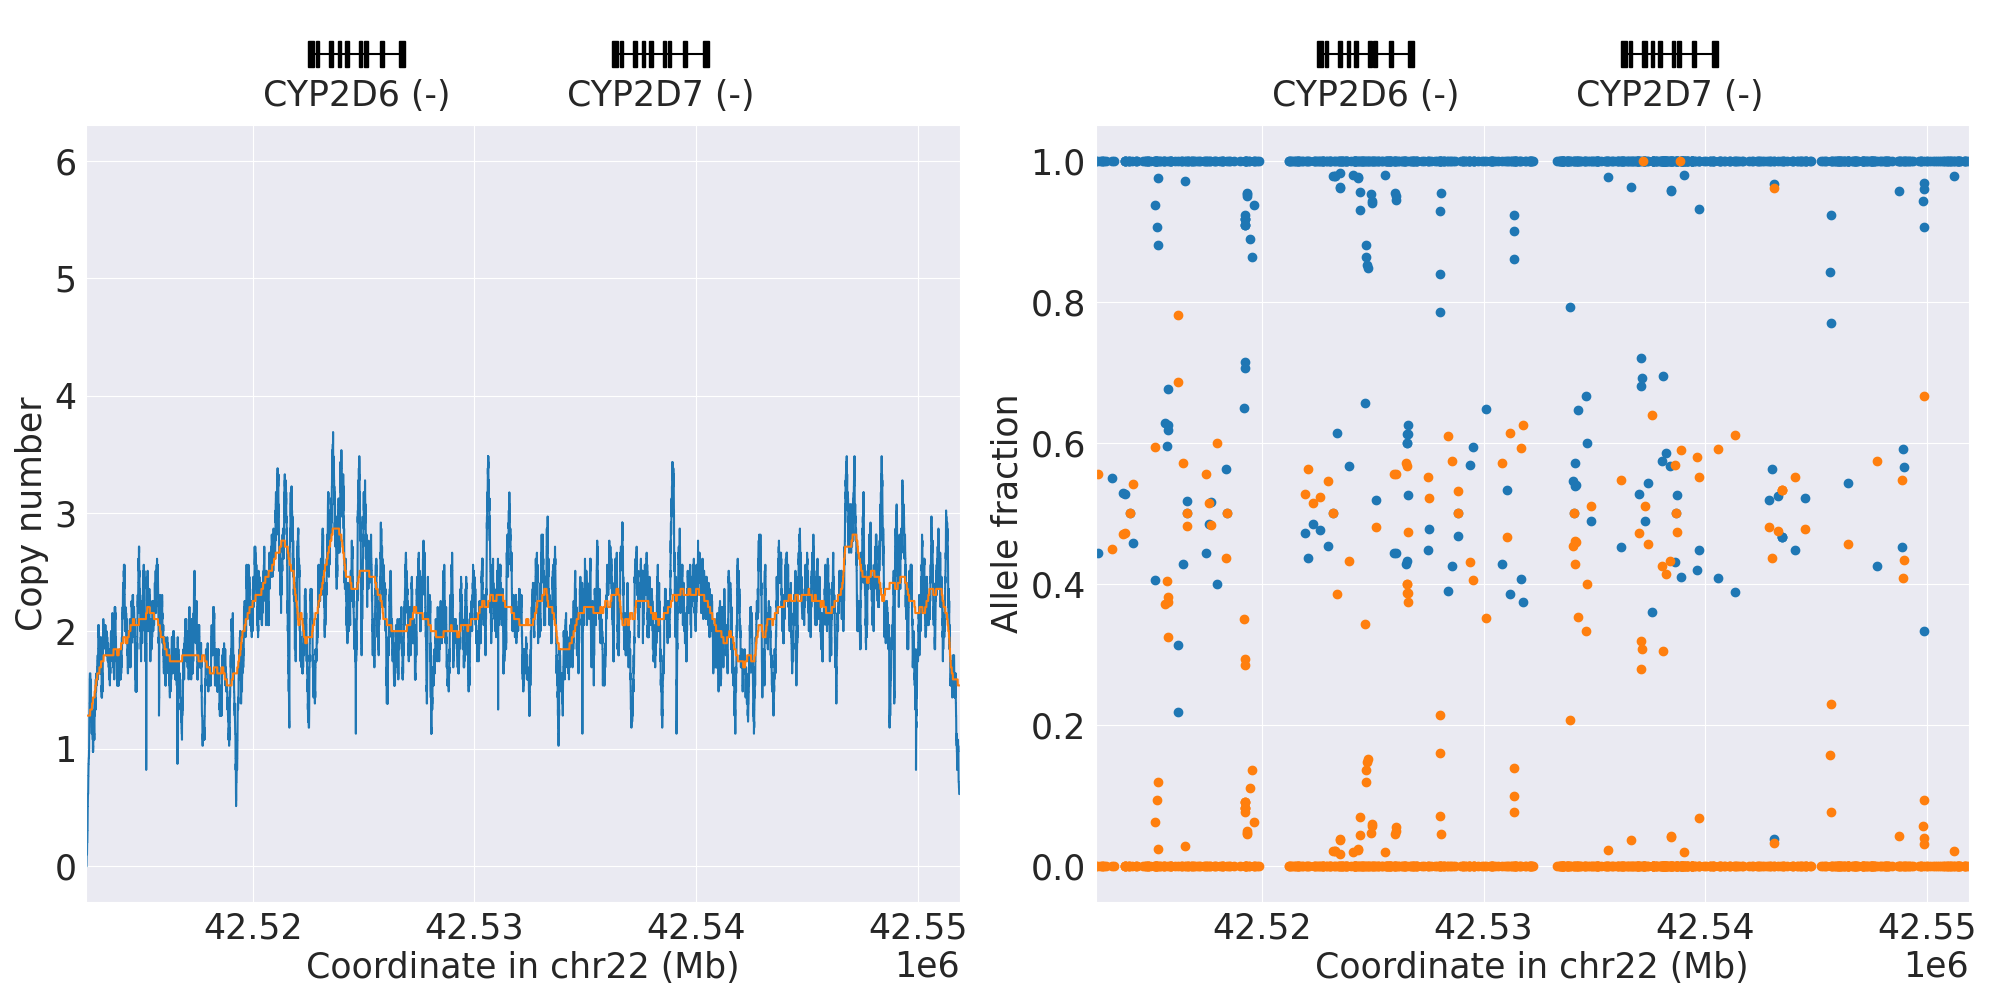 CYP2D6 (-)
CYP2D7 (-)
CYP2D6 (-)
CYP2D7 (-)
Copy number
6
5
4
3
2
1
0
42.52
42.53
42.54
42.55
1e6
Coordinate in chr22 (Mb)
Allele fraction
1.0
0.8
0.6
0.4
0.2
0.0
42.52
42.53
42.54
42.55
1e6
Coordinate in chr22 (Mb)